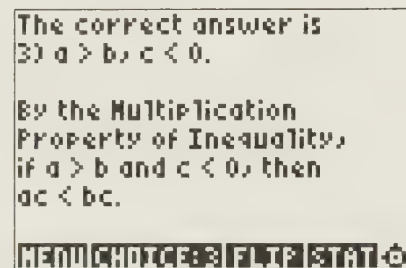 The correct answer is
3) a > b, c < 0.
By the Multiplication
Property of Inequality,
if a > b and c < 0, then
ac < bc.
MENU CHOICE: 3 FLIP STAT